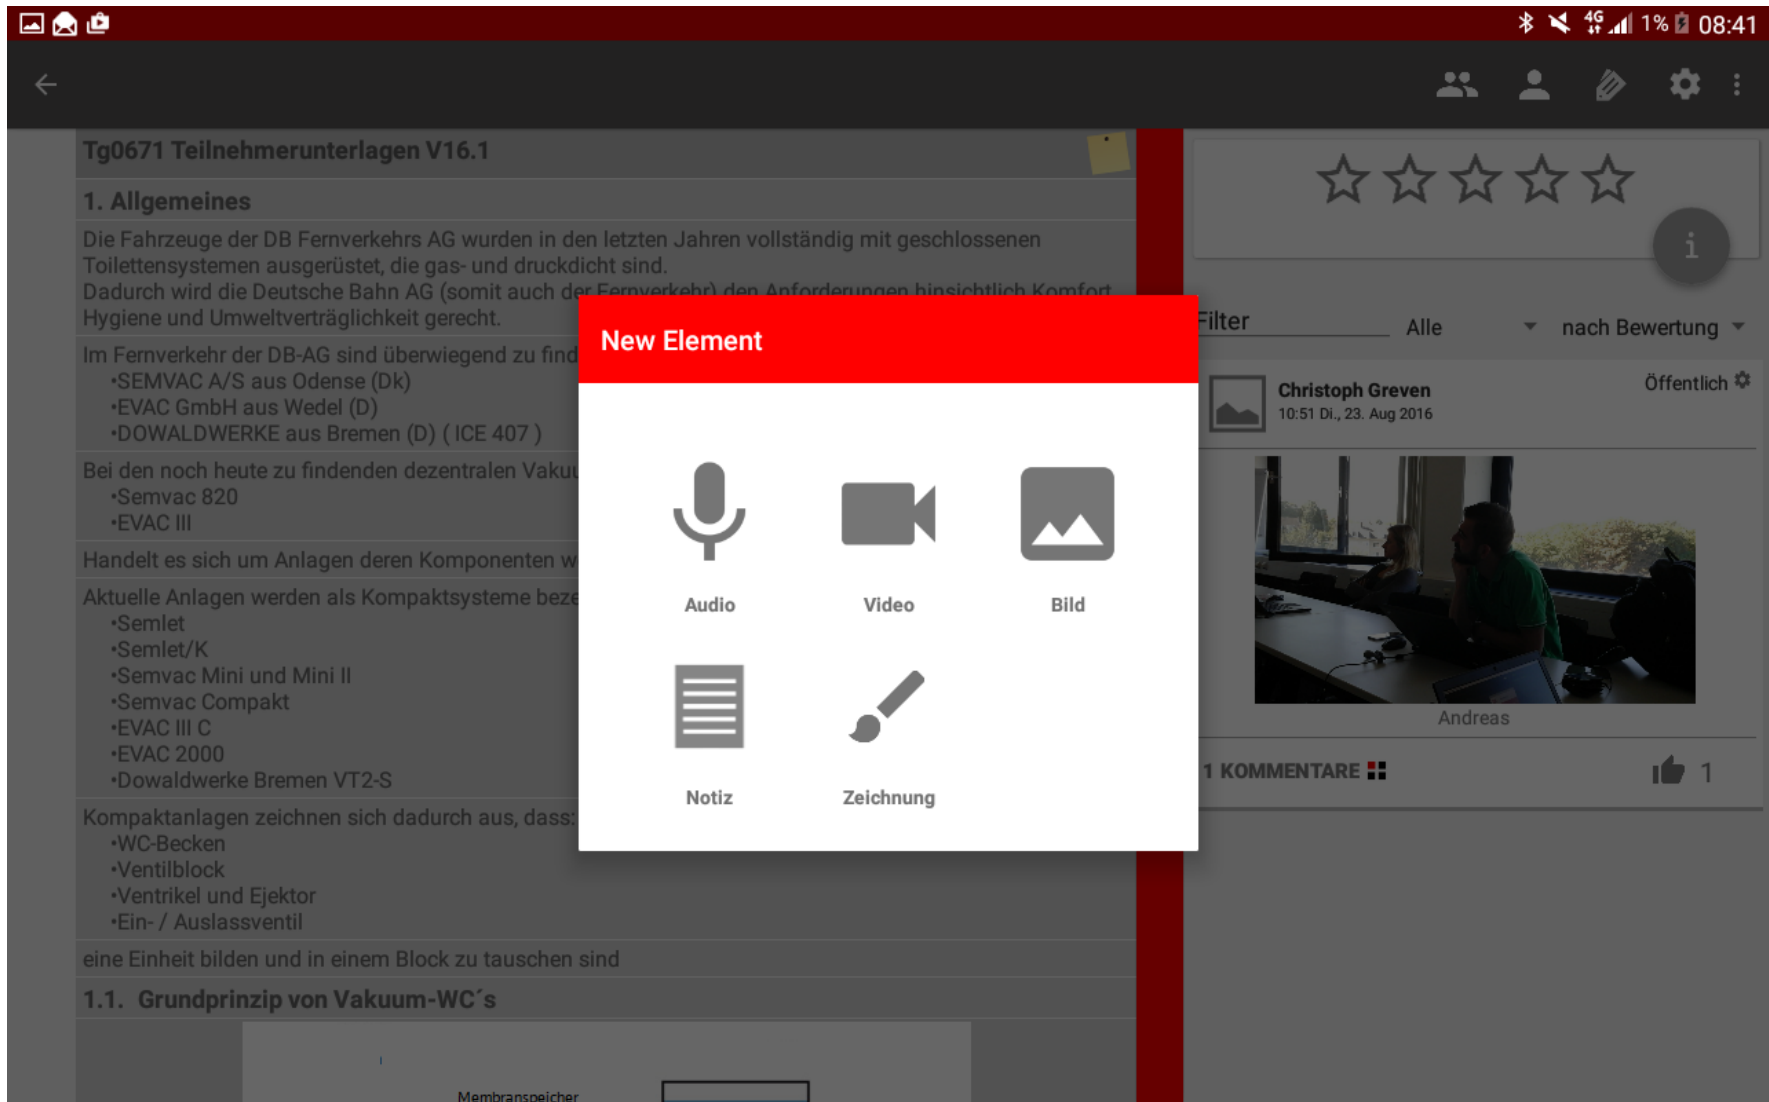 4G 1% 08:41
Tg0671 Teilnehmerunterlagen V16.1
1. Allgemeines
Die Fahrzeuge der DB Fernverkehrs AG wurden in den letzten Jahren vollständig mit geschlossenen
Toilettensystemen ausgerüstet, die gas- und druckdicht sind.
Dadurch wird die Deutsche Bahn AG (somit auch der Fernverkehr) den Anforderungen hinsichtlich Komfort
Hygiene und Umweltverträglichkeit gerecht.
Im Fernverkehr der DB-AG sind überwiegend zu find
•SEMVAC A/S aus Odense (Dk)
•EVAC GmbH aus Wedel (D)
•DOWALDWERKE aus Bremen (D) ( ICE 407 )
Bei den noch heute zu findenden dezentralen Vakuu
•Semvac 820
•EVAC III
Handelt es sich um Anlagen deren Komponenten w
Aktuelle Anlagen werden als Kompaktsysteme beze
•Semlet
•Semlet/K
•Semvac Mini und Mini II
•Semvac Compakt
•EVAC III C
•EVAC 2000
•Dowaldwerke Bremen VT2-S
Kompaktanlagen zeichnen sich dadurch aus, dass:
•WC-Becken
•Ventilblock
•Ventrikel und Ejektor
•Ein- / Auslassventil
eine Einheit bilden und in einem Block zu tauschen sind
1.1. Grundprinzip von Vakuum-WC´s
Membranspeicher
New Element
Audio
Video
Bild
Notiz
Zeichnung
i
Filter
Alle
nach Bewertung
Christoph Greven
Öffentlich
10:51 Di., 23. Aug 2016
Andreas
1 KOMMENTARE
1